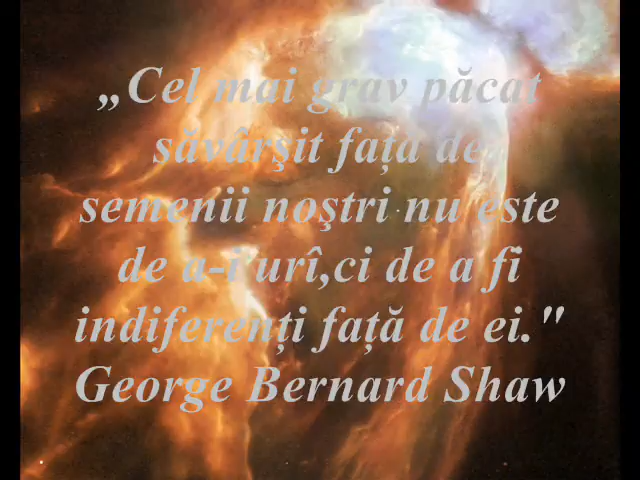 „Cel mai grav păcat
săvârşit faţa de
semenii noştri nu este
de a-i urî,ci de a fi
indiferenţi faţă de ei."
George Bernard Shaw